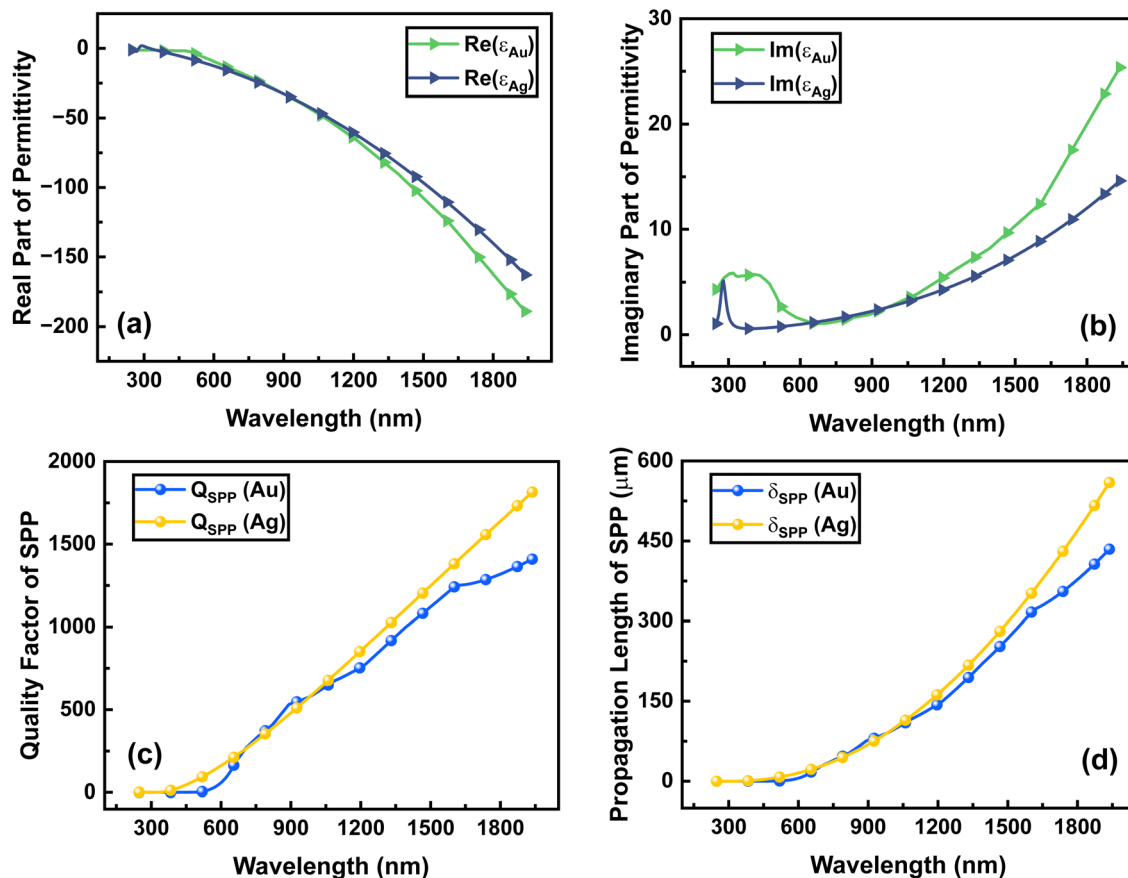 0
−50
−100
−150
−200
Real Part of Permittivity
Re(εAu)
Re(εAg)
(a)
300 600 900 1200 1500 1800
Wavelength (nm)
30
20
10
0
Imaginary Part of Permittivity
Im(εAu)
Im(εAg)
(b)
300 600 900 1200 1500 1800
Wavelength (nm)
2000
1500
1000
500
0
Quality Factor of SPP
QSPP (Au)
QSPP (Ag)
(c)
300 600 900 1200 1500 1800
Wavelength (nm)
600
450
300
150
0
Propagation Length of SPP (μm)
δSPP (Au)
δSPP (Ag)
(d)
300 600 900 1200 1500 1800
Wavelength (nm)